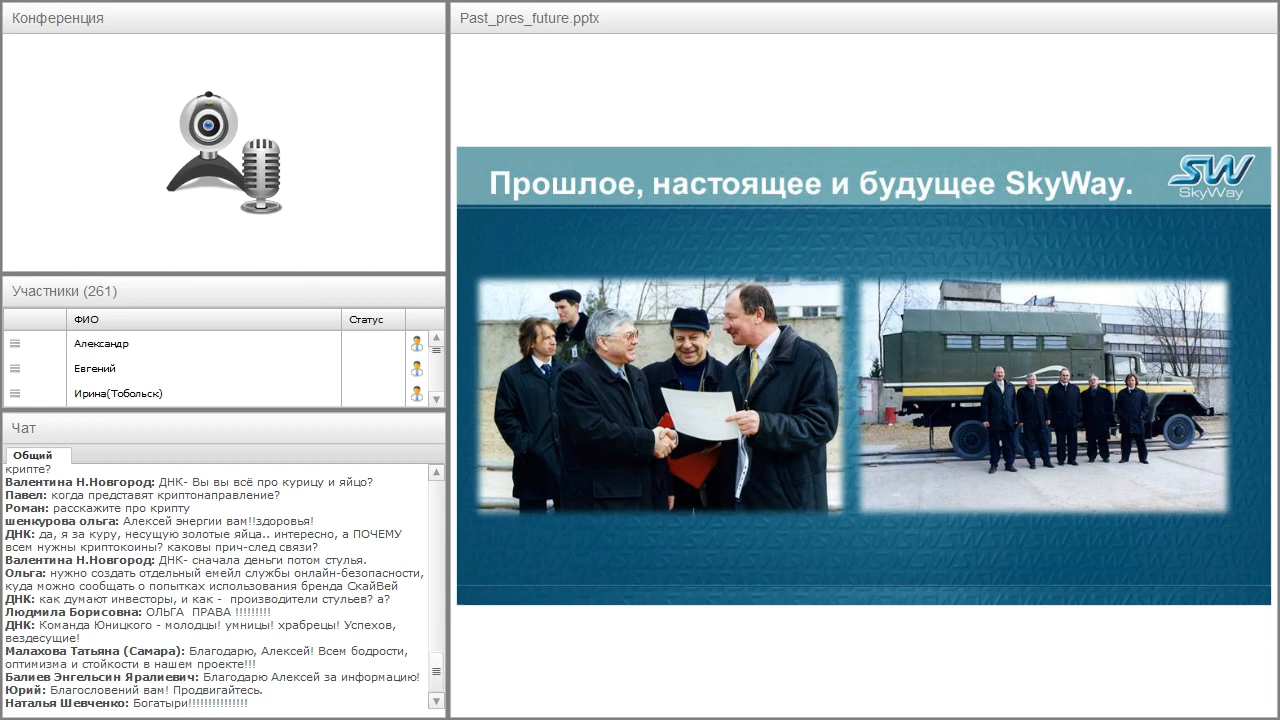 Конференция
Участники (261)
ФИО
Статус
Александр
Евгений
Ирина(Тобольск)
Чат
Общий
крипте?
Валентина Н.Новгород: ДНК- Вы вы всё про курицу и яйцо?
Павел: когда представят криптонаправление?
Роман: расскажите про крипту
шенкурова ольга: Алексей энергии вам!!здоровья!
ДНК: да, я за куру, несущую золотые яйца.. интересно, а ПОЧЕМУ
всем нужны криптокоины? каковы прич-след связи?
Валентина Н.Новгород: ДНК- сначала деньги потом стулья.
Ольга: нужно создать отдельный емейл службы онлайн-безопасности,
куда можно сообщать о попытках использования бренда СкайВей
ДНК: как думают инвесторы, и как - производители стульев? а?
Людмила Борисовна: ОЛЬГА ПРАВА !!!!!!!!!
ДНК: Команда Юницкого - молодцы! умницы! храбрецы! Успехов,
вездесущие!
Малахова Татьяна (Самара): Благодарю, Алексей! Всем бодрости,
оптимизма и стойкости в нашем проекте!!!
Балиев Энгельсин Яралиевич: Благодарю Алексей за информацию!
Юрий: Благословений вам! Продвигайтесь.
Наталья Шевченко: Богатыри!!!!!!!!!!!!!!!
Past_pres_future.pptx
Прошлое, настоящее и будущее SkyWay.
SW
SkyWay